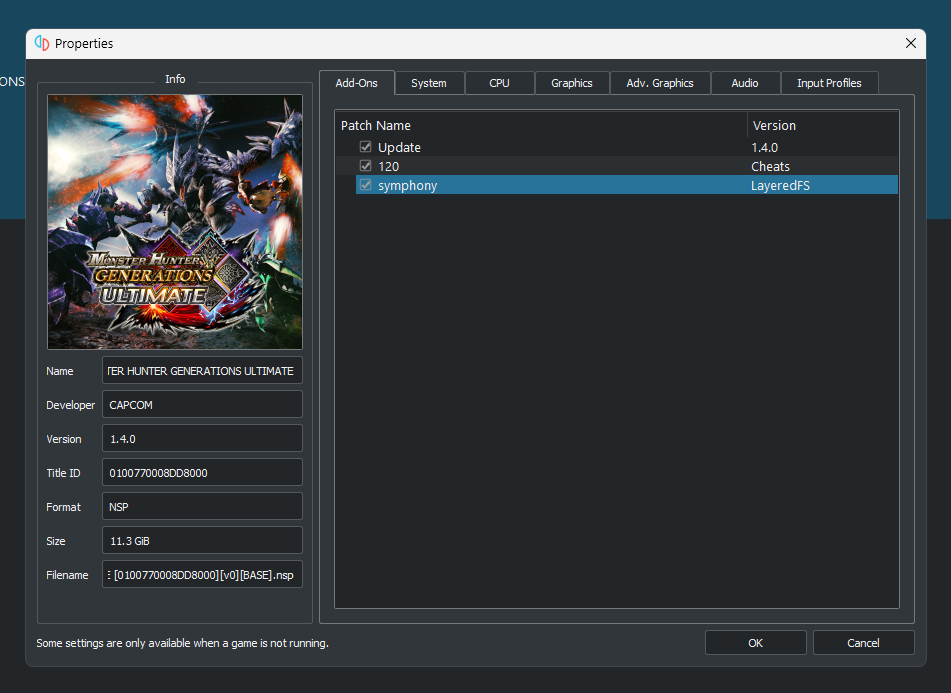 Properties
ONS
Info
Add-Ons System CPU Graphics Adv. Graphics Audio Input Profiles
Patch Name Version
Update 1.4.0
120 Cheats
symphony LayeredFS
MONSTER HUNTER
GENERATIONS
ULTIMATE
Name TER HUNTER GENERATIONS ULTIMATE
Developer CAPCOM
Version 1.4.0
Title ID 0100770008DD8000
Format NSP
Size 11.3 GiB
Filename E [0100770008DD8000][v0][BASE].nsp
Some settings are only available when a game is not running.
OK Cancel